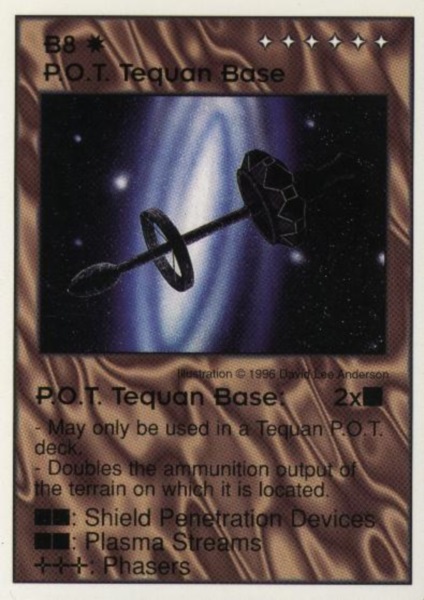 B8
P.O.T. Tequan Base
Illustration © 1996 David Lee Anderson
P.O.T. Tequan Base: 2x■
- May only be used in a Tequan P.O.T.
deck.
- Doubles the ammunition output of
the terrain on which it is located.
■■: Shield Penetration Devices
■■: Plasma Streams
✛✛✛: Phasers